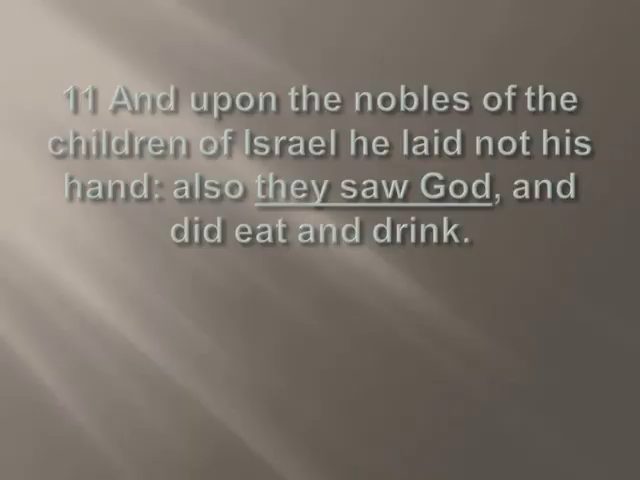 11 And upon the nobles of the
children of Israel he laid not his
hand: also they saw God, and
did eat and drink.